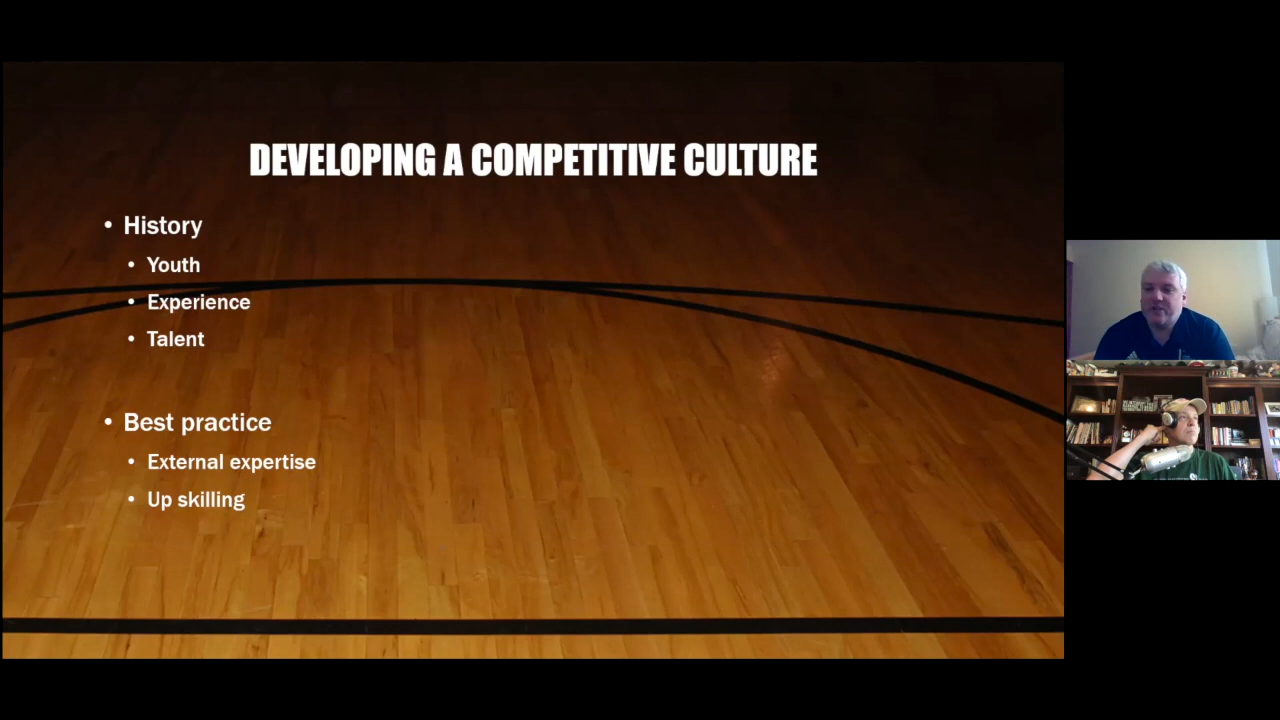 DEVELOPING A COMPETITIVE CULTURE
• History
• Youth
• Experience
• Talent
• Best practice
• External expertise
• Up skilling